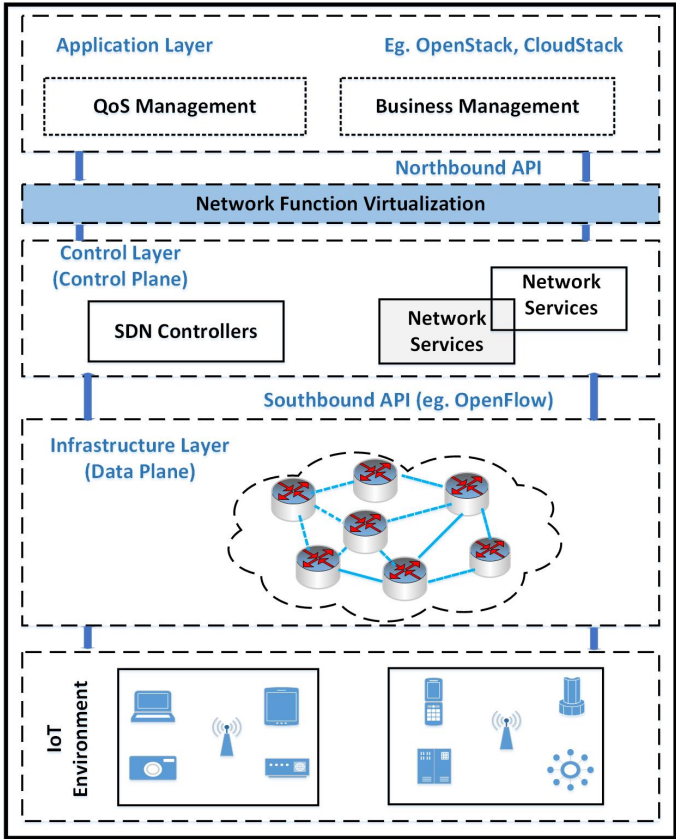 Application Layer
Eg. OpenStack, CloudStack
QoS Management
Business Management
Northbound API
Network Function Virtualization
Control Layer
(Control Plane)
SDN Controllers
Network
Services
Network
Services
Southbound API (eg. OpenFlow)
Infrastructure Layer
(Data Plane)
IoT
Environment